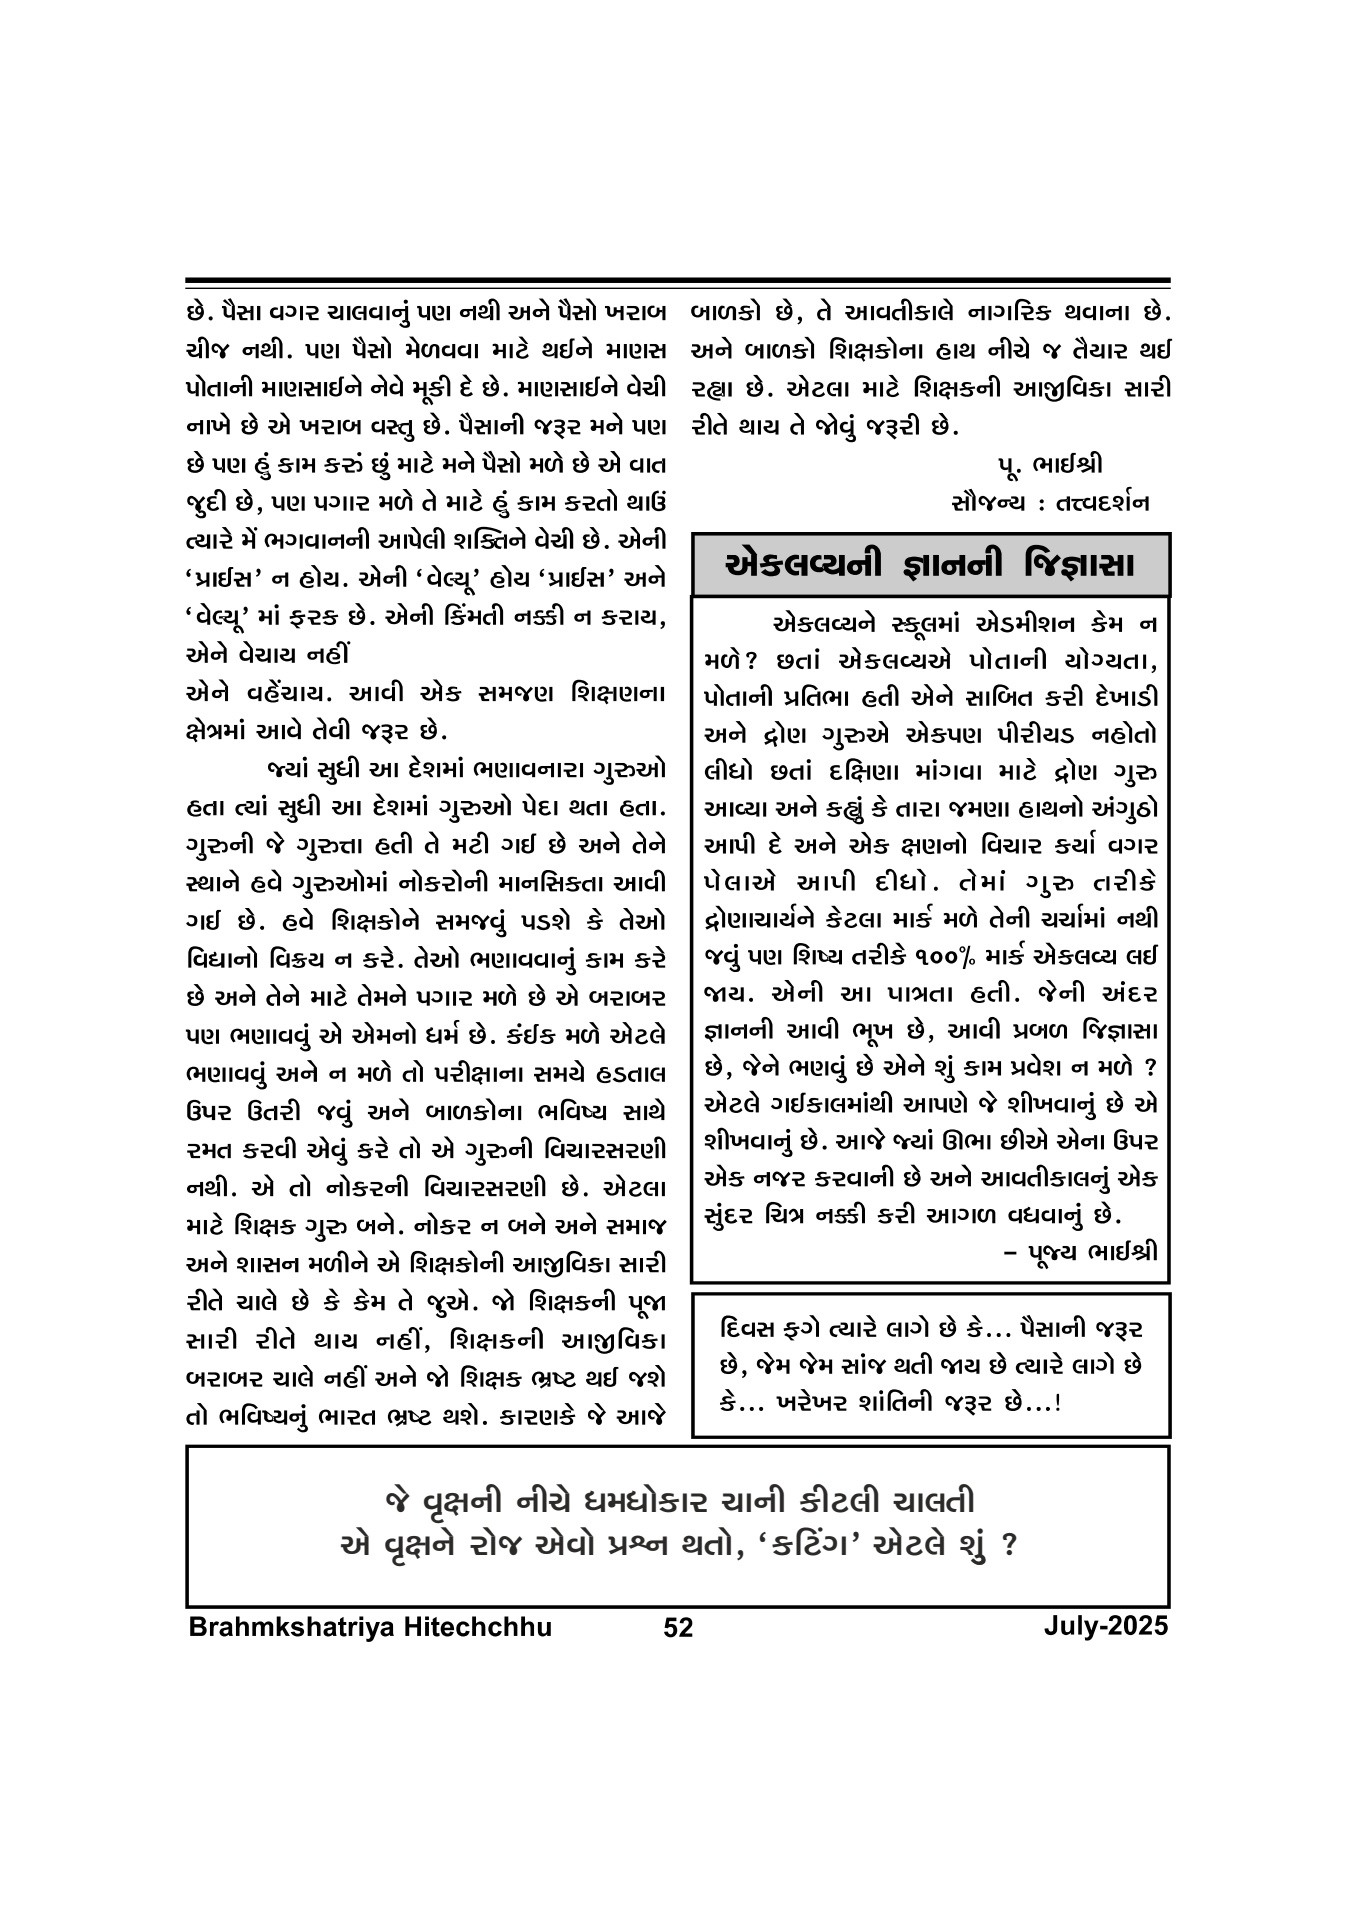 છે. પૈસા વગર ચાલવાનું પણ નથી અને પૈસો ખરાબ
ચીજ નથી. પણ પૈસો મેળવવા માટે થઈને માણસ
પોતાની માણસાઈને નેવે મૂકી દે છે. માણસાઈને વેચી
નાખે છે એ ખરાબ વસ્તુ છે. પૈસાની જરૂર મને પણ
છે પણ હું કામ કરું છું માટે મને પૈસો મળે છે એ વાત
જુદી છે, પણ પગાર મળે તે માટે હું કામ કરતો થાઉં
ત્યારે મેં ભગવાનની આપેલી શક્તિને વેચી છે. એની
‘પ્રાઈસ’ ન હોય. એની ‘વેલ્યૂ’ હોય ‘પ્રાઈસ’ અને
‘વેલ્યૂ’ માં ફરક છે. એની કિંમતી નક્કી ન કરાય,
એને વેચાય નહીં
એને વહેંચાય. આવી એક સમજણ શિક્ષણના
ક્ષેત્રમાં આવે તેવી જરૂર છે.
જ્યાં સુધી આ દેશમાં ભણાવનારા ગુરુઓ
હતા ત્યાં સુધી આ દેશમાં ગુરુઓ પેદા થતા હતા.
ગુરુની જે ગુરુત્તા હતી તે મટી ગઈ છે અને તેને
સ્થાને હવે ગુરુઓમાં નોકરોની માનસિકતા આવી
ગઈ છે. હવે શિક્ષકોને સમજવું પડશે કે તેઓ
વિદ્યાનો વિક્રય ન કરે. તેઓ ભણાવવાનું કામ કરે
છે અને તેને માટે તેમને પગાર મળે છે એ બરાબર
પણ ભણાવવું એ એમનો ધર્મ છે. કંઈક મળે એટલે
ભણાવવું અને ન મળે તો પરીક્ષાના સમયે હડતાલ
ઉપર ઉતરી જવું અને બાળકોના ભવિષ્ય સાથે
રમત કરવી એવું કરે તો એ ગુરુની વિચારસરણી
નથી. એ તો નોકરની વિચારસરણી છે. એટલા
માટે શિક્ષક ગુરુ બને. નોકર ન બને અને સમાજ
અને શાસન મળીને એ શિક્ષકોની આજીવિકા સારી
રીતે ચાલે છે કે કેમ તે જુએ. જો શિક્ષકની પૂજા
સારી રીતે થાય નહીં, શિક્ષકની આજીવિકા
બરાબર ચાલે નહીં અને જો શિક્ષક ભ્રષ્ટ થઈ જશે
તો ભવિષ્યનું ભારત ભ્રષ્ટ થશે. કારણકે જે આજે
બાળકો છે, તે આવતીકાલે નાગરિક થવાના છે.
અને બાળકો શિક્ષકોના હાથ નીચે જ તૈયાર થઈ
રહ્યા છે. એટલા માટે શિક્ષકની આજીવિકા સારી
રીતે થાય તે જોવું જરૂરી છે.
પૂ. ભાઈશ્રી
સૌજન્ય : તત્ત્વદર્શન
એકલવ્યની જ્ઞાનની જિજ્ઞાસા
એકલવ્યને સ્કૂલમાં એડમીશન કેમ ન
મળે? છતાં એકલવ્યએ પોતાની યોગ્યતા,
પોતાની પ્રતિભા હતી એને સાબિત કરી દેખાડી
અને દ્રોણ ગુરુએ એકપણ પીરીયડ નહોતો
લીધો છતાં દક્ષિણા માંગવા માટે દ્રોણ ગુરુ
આવ્યા અને કહ્યું કે તારા જમણા હાથનો અંગુઠો
આપી દે અને એક ક્ષણનો વિચાર કર્યા વગર
પેલાએ આપી દીધો. તેમાં ગુરુ તરીકે
દ્રોણાચાર્યને કેટલા માર્ક મળે તેની ચર્ચામાં નથી
જવું પણ શિષ્ય તરીકે ૧૦૦% માર્ક એકલવ્ય લઈ
જાય. એની આ પાત્રતા હતી. જેની અંદર
જ્ઞાનની આવી ભૂખ છે, આવી પ્રબળ જિજ્ઞાસા
છે, જેને ભણવું છે એને શું કામ પ્રવેશ ન મળે ?
એટલે ગઈકાલમાંથી આપણે જે શીખવાનું છે એ
શીખવાનું છે. આજે જ્યાં ઊભા છીએ એના ઉપર
એક નજર કરવાની છે અને આવતીકાલનું એક
સુંદર ચિત્ર નક્કી કરી આગળ વધવાનું છે.
– પૂજ્ય ભાઈશ્રી
દિવસ ફગે ત્યારે લાગે છે કે... પૈસાની જરૂર
છે, જેમ જેમ સાંજ થતી જાય છે ત્યારે લાગે છે
કે... ખરેખર શાંતિની જરૂર છે...!
જે વૃક્ષની નીચે ધમધોકાર ચાની કીટલી ચાલતી
એ વૃક્ષને રોજ એવો પ્રશ્ન થતો, ‘કટિંગ’ એટલે શું ?
Brahmkshatriya Hitechchhu 52 July-2025